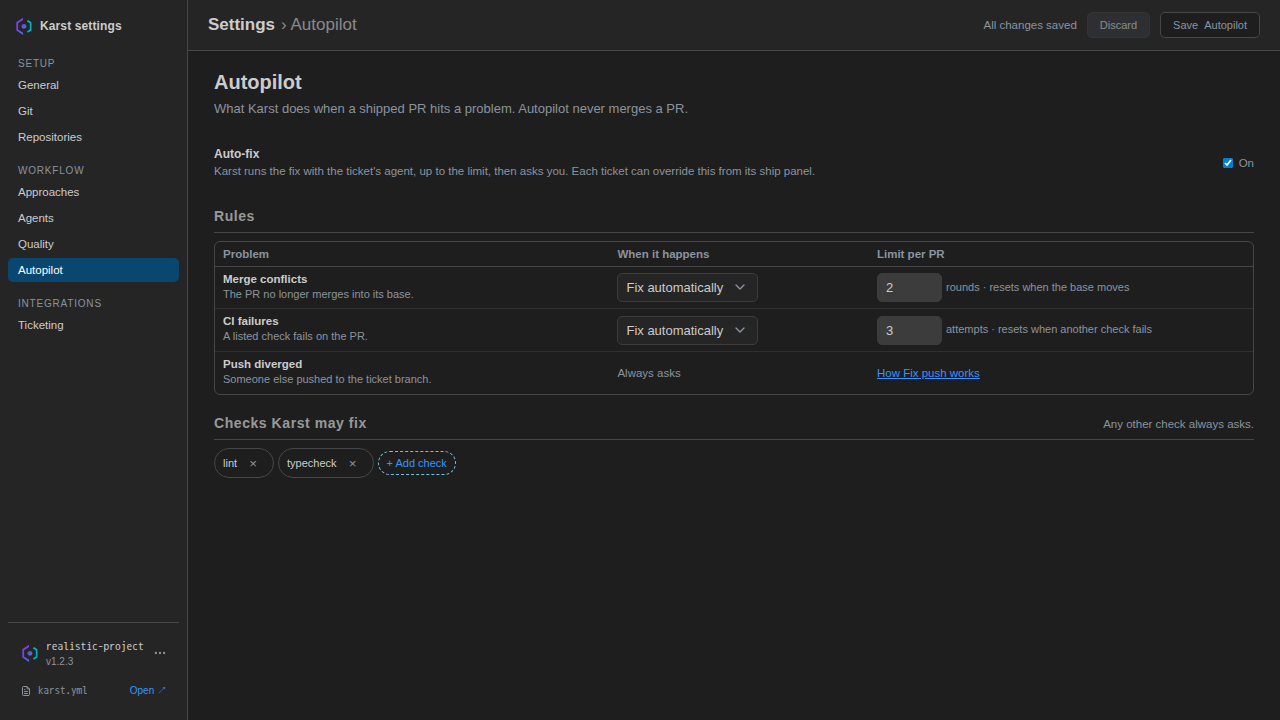 Karst settings
SETUP
General
Git
Repositories
WORKFLOW
Approaches
Agents
Quality
Autopilot
INTEGRATIONS
Ticketing
realistic-project
v1.2.3
karst.yml
Open ↗
Settings › Autopilot
All changes saved
Discard
Save Autopilot
Autopilot
What Karst does when a shipped PR hits a problem. Autopilot never merges a PR.
Auto-fix
Karst runs the fix with the ticket's agent, up to the limit, then asks you. Each ticket can override this from its ship panel.
On
Rules
Problem When it happens Limit per PR
Merge conflicts
The PR no longer merges into its base.
Fix automatically
2 rounds · resets when the base moves
CI failures
A listed check fails on the PR.
Fix automatically
3 attempts · resets when another check fails
Push diverged
Someone else pushed to the ticket branch.
Always asks
How Fix push works
Checks Karst may fix
Any other check always asks.
lint ×
typecheck ×
+ Add check